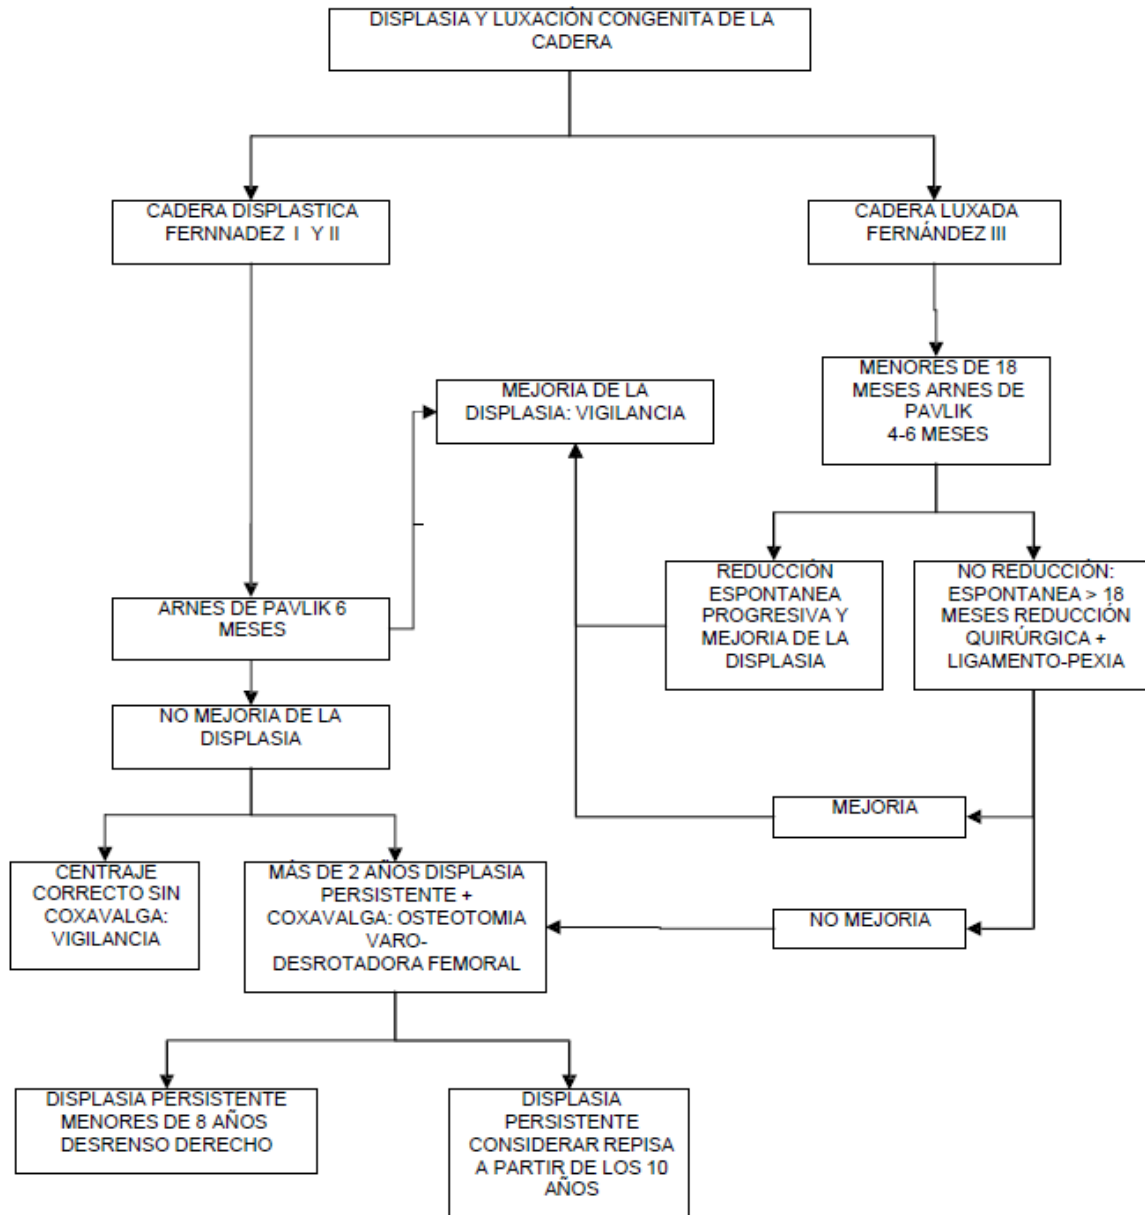 DISPLASIA Y LUXACIÓN CONGENITA DE LA
CADERA
CADERA DISPLASTICA
FERNNADEZ I Y II
CADERA LUXADA
FERNÁNDEZ III
MENORES DE 18
MESES ARNES DE
PAVLIK
4-6 MESES
MEJORIA DE LA
DISPLASIA: VIGILANCIA
REDUCCIÓN
ESPONTANEA
PROGRESIVA Y
MEJORIA DE LA
DISPLASIA
NO REDUCCIÓN:
ESPONTANEA > 18
MESES REDUCCIÓN
QUIRÚRGICA +
LIGAMENTO-PEXIA
ARNES DE PAVLIK 6
MESES
NO MEJORIA DE LA
DISPLASIA
MEJORIA
CENTRAJE
CORRECTO SIN
COXAVALGA:
VIGILANCIA
MÁS DE 2 AÑOS DISPLASIA
PERSISTENTE +
COXAVALGA: OSTEOTOMIA
VARO-
DESROTADORA FEMORAL
NO MEJORIA
DISPLASIA PERSISTENTE
MENORES DE 8 AÑOS
DESRENSO DERECHO
DISPLASIA
PERSISTENTE
CONSIDERAR REPISA
A PARTIR DE LOS 10
AÑOS